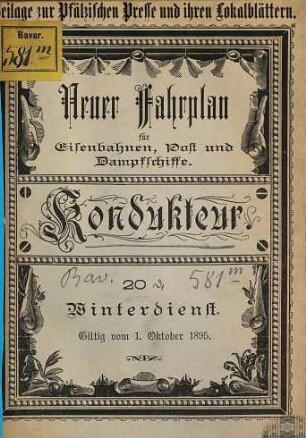 eilage zur Pfälzischen Presse und ihren Lokalblättern.
Bavar.
581 m
Neuer Fahrplan
für
Eisenbahnen, Post und
Dampfschiffe.
Kondukteur.
Bav. 581 m
20 ₰
Winterdienst.
Giltig vom 1. Oktober 1895.